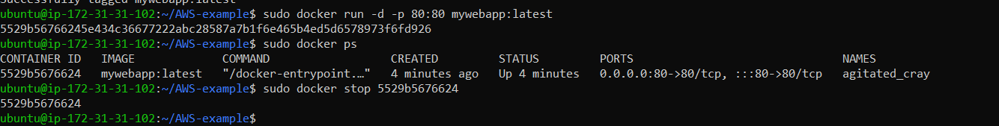 Successfully tagged mywebapp:latest
ubuntu@ip-172-31-31-102:~/AWS-example$ sudo docker run -d -p 80:80 mywebapp:latest
5529b56766245e434c36677222abc28587a7b1f6e465b4ed5d6578973f6fd926
ubuntu@ip-172-31-31-102:~/AWS-example$ sudo docker ps
CONTAINER ID   IMAGE             COMMAND                  CREATED         STATUS         PORTS                               NAMES
5529b5676624   mywebapp:latest   "/docker-entrypoint.…"   4 minutes ago   Up 4 minutes   0.0.0.0:80->80/tcp, :::80->80/tcp   agitated_cray
ubuntu@ip-172-31-31-102:~/AWS-example$ sudo docker stop 5529b5676624
5529b5676624
ubuntu@ip-172-31-31-102:~/AWS-example$